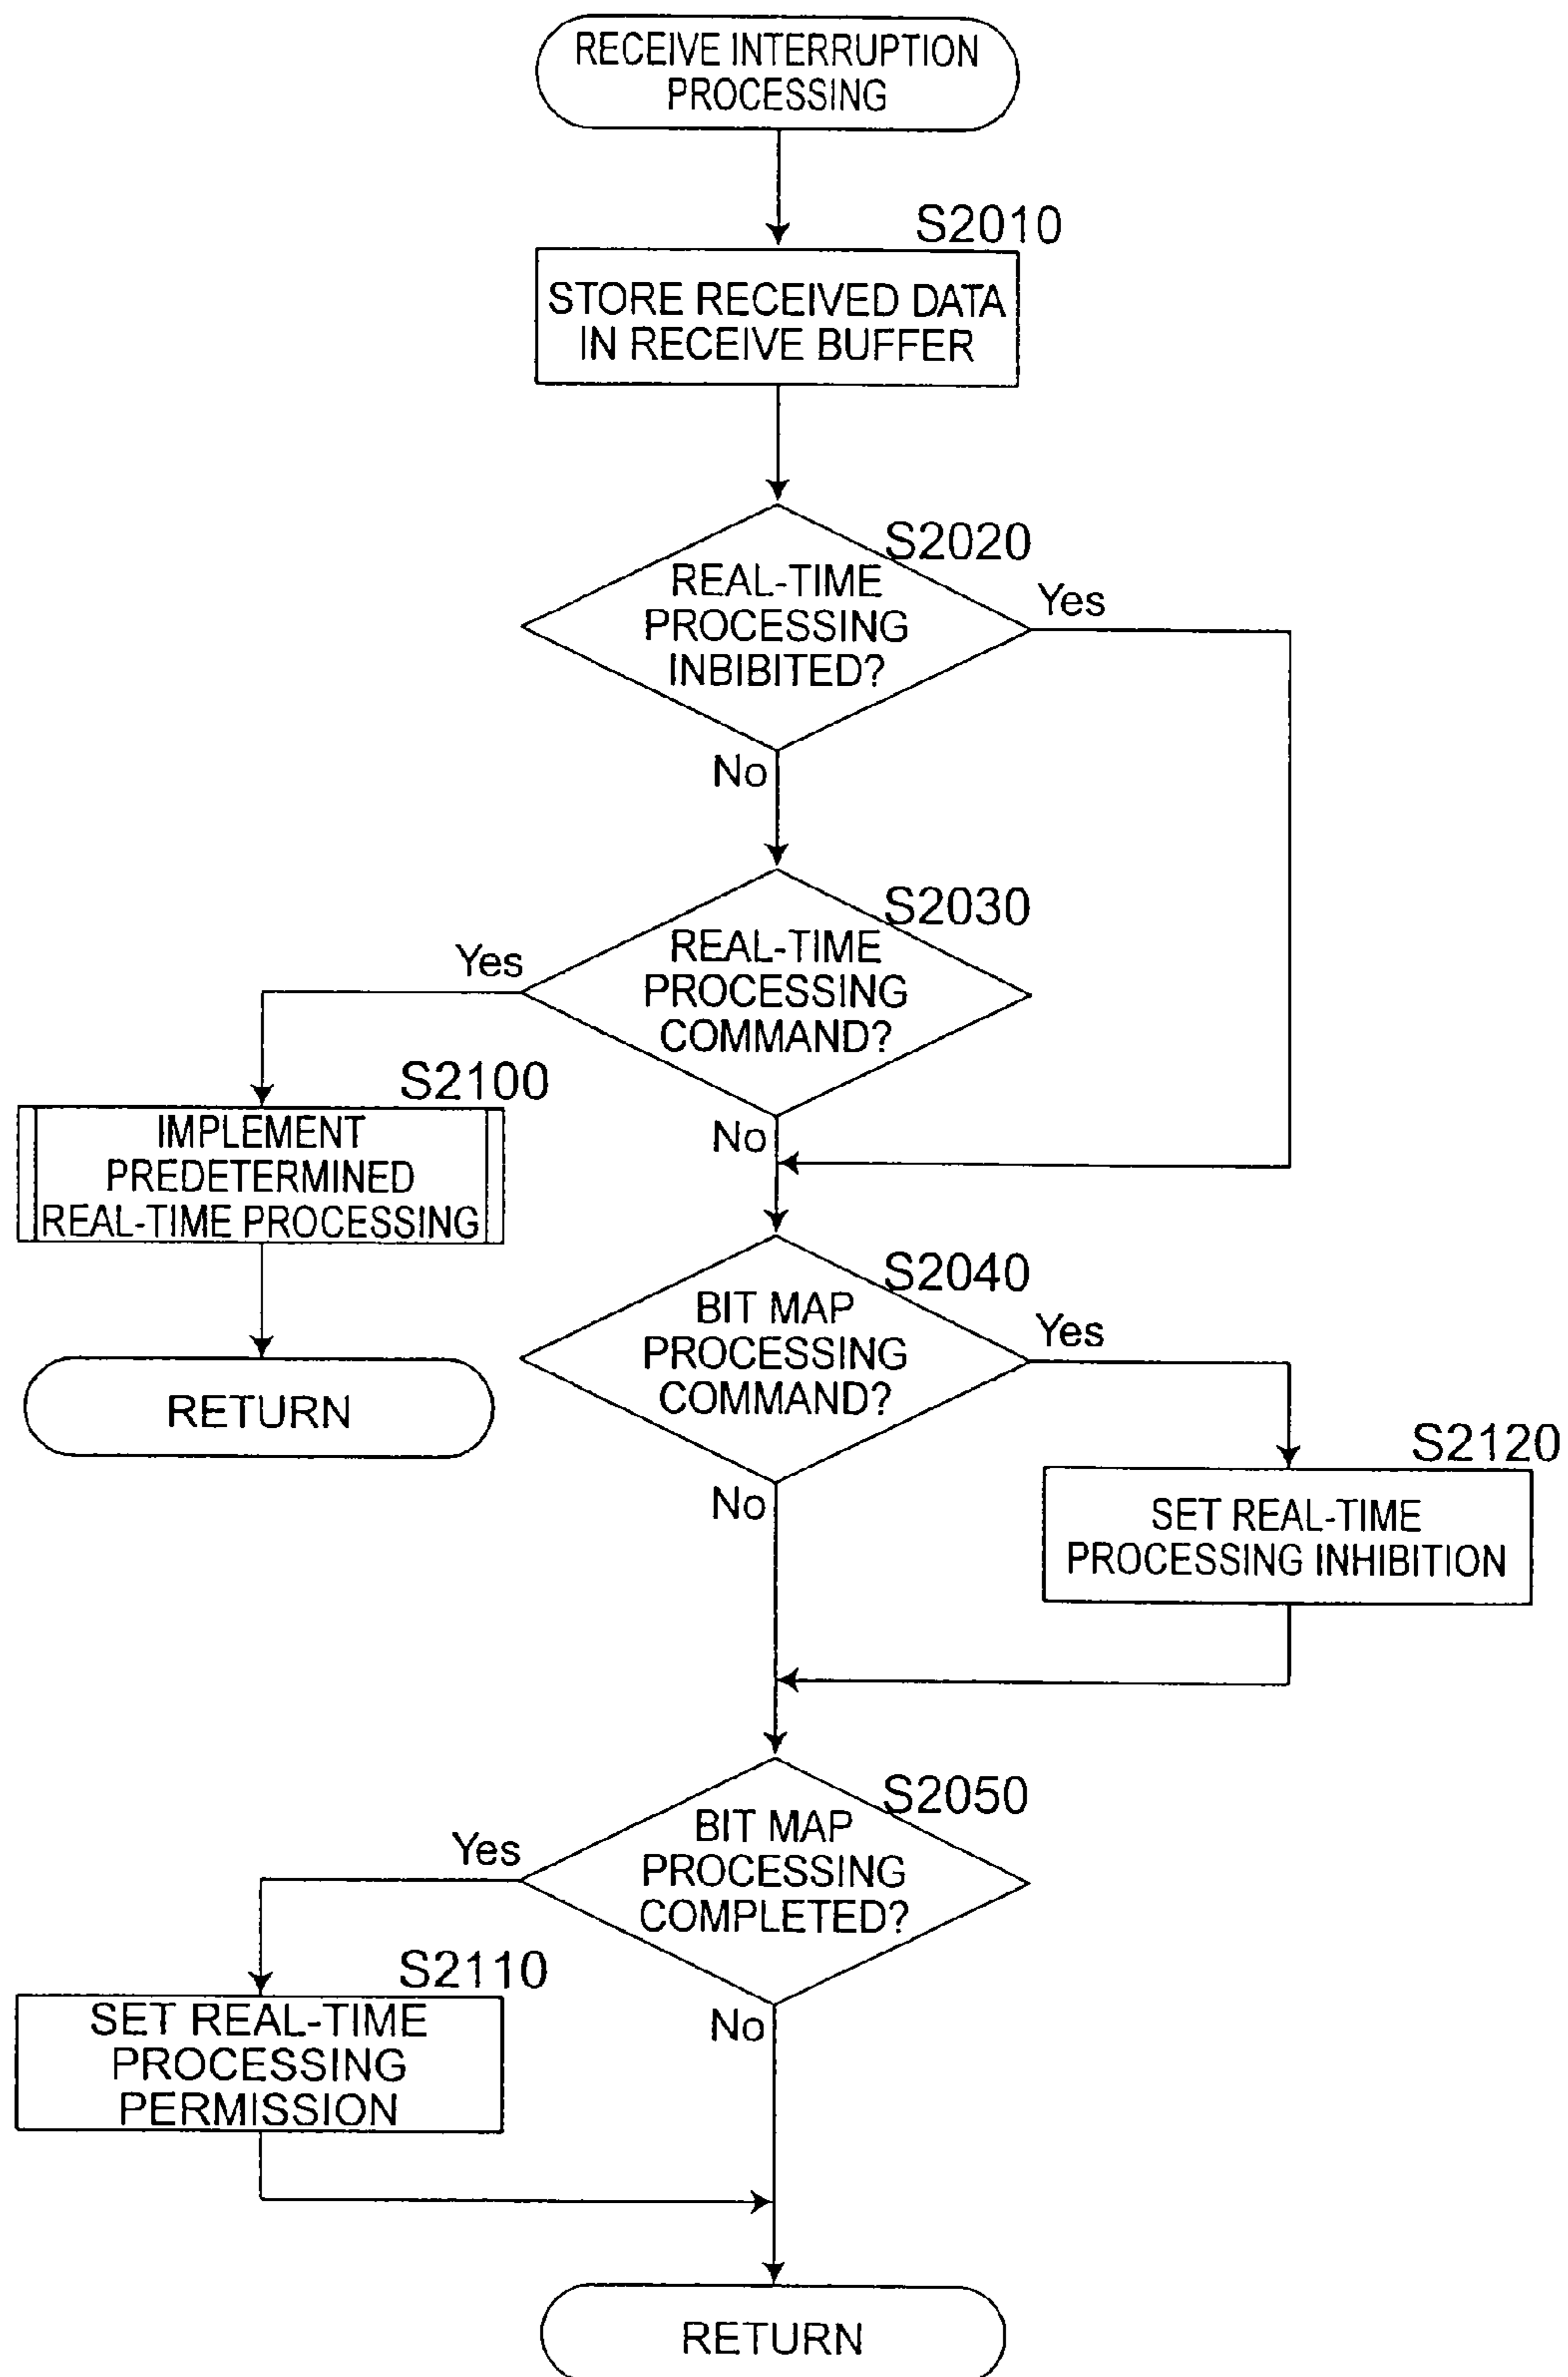 RECEIVE INTERRUPTION
PROCESSING
S2010
STORE RECEIVED DATA
IN RECEIVE BUFFER
S2020
REAL-TIME
PROCESSING
INBIBITED?
Yes
No
S2030
REAL-TIME
PROCESSING
COMMAND?
Yes
No
S2100
IMPLEMENT
PREDETERMINED
REAL-TIME PROCESSING
RETURN
S2040
BIT MAP
PROCESSING
COMMAND?
Yes
No
S2120
SET REAL-TIME
PROCESSING INHIBITION
S2050
BIT MAP
PROCESSING
COMPLETED?
Yes
No
S2110
SET REAL-TIME
PROCESSING
PERMISSION
RETURN